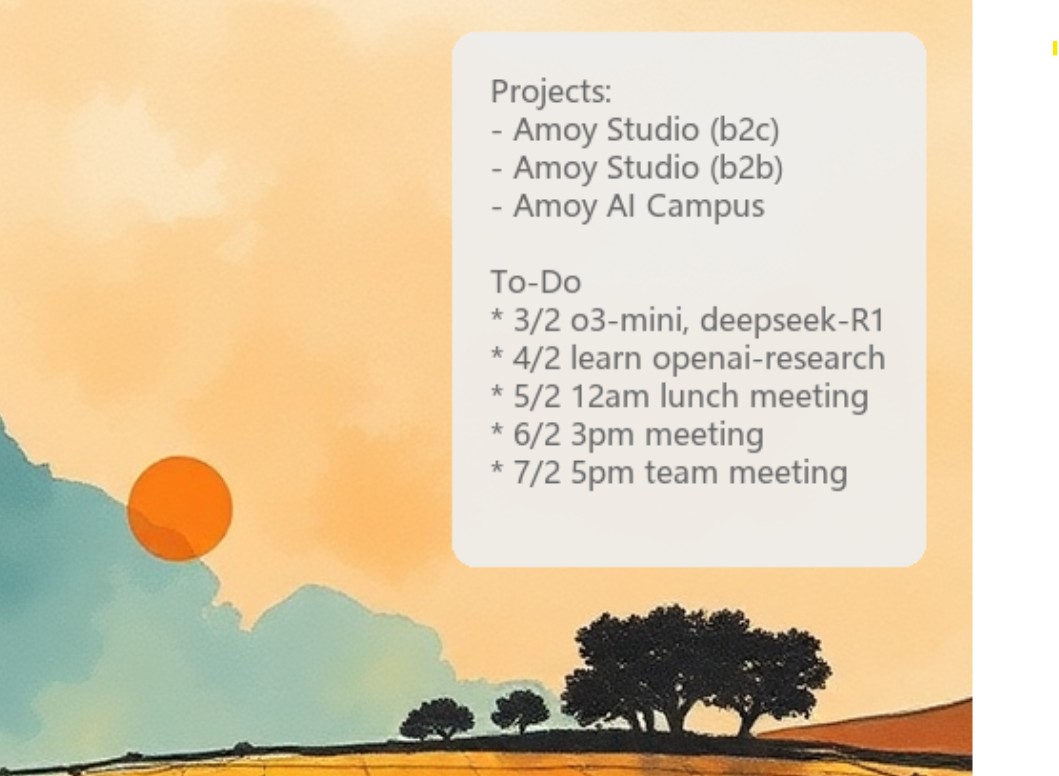 Projects:
- Amoy Studio (b2c)
- Amoy Studio (b2b)
- Amoy AI Campus
To-Do
* 3/2 o3-mini, deepseek-R1
* 4/2 learn openai-research
* 5/2 12am lunch meeting
* 6/2 3pm meeting
* 7/2 5pm team meeting